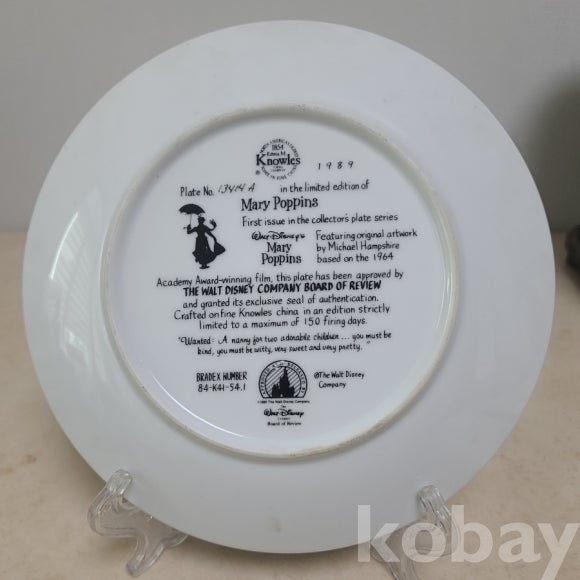 1854
Edwin M.
Knowles
1989
Plate No. 13414 A in the limited edition of
Mary Poppins
First issue in the collector's plate series
Walt Disney's
Mary
Poppins
Featuring original artwork
by Michael Hampshire
based on the 1964
Academy Award-winning film, this plate has been approved by
THE WALT DISNEY COMPANY BOARD OF REVIEW
and granted its exclusive seal of authentication.
Crafted on fine Knowles china in an edition strictly
limited to a maximum of 150 firing days.
"Wanted: A nanny for two adorable children ... you must be
kind, you must be witty, very sweet and very pretty."
BRADEX NUMBER
84-K41-54.1
©The Walt Disney
Company
The
Walt Disney
Company
Board of Review
kobay